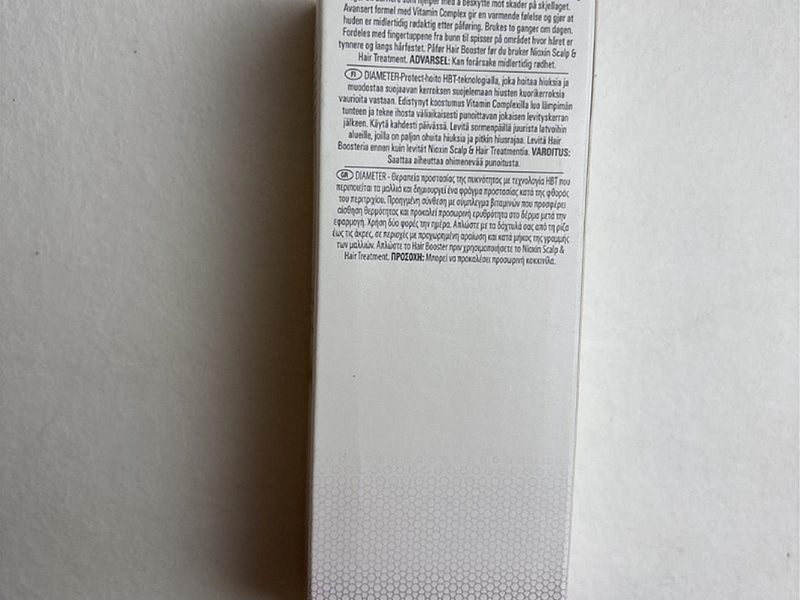 beskytte mot skader på skjellaget.
Avansert formel med Vitamin Complex gir en varmende følelse og gjør at
huden er midlertidig rødaktig etter påføring. Brukes to ganger om dagen.
Fordeles med fingertuppene fra bunn til spisser på området hvor håret er
tynnere og langs hårfestet. Påfør Hair Booster før du bruker Nioxin Scalp &
Hair Treatment. ADVARSEL: Kan forårsake midlertidig rødhet.
FI DIAMETER-Protect-hoito HBT-teknologialla, joka hoitaa hiuksia ja
muodostaa suojaavan kerroksen suojelemaan hiusten kuorikerroksia
vaurioita vastaan. Edistynyt koostumus Vitamin Complexilla luo lämpimän
tunteen ja tekee ihosta väliaikaisesti punoittavan jokaisen levityskerran
jälkeen. Käytä kahdesti päivässä. Levitä sormenpäillä juurista latvoihin
alueille, joilla on paljon ohuita hiuksia ja pitkin hiusrajaa. Levitä Hair
Boosteria ennen kuin levität Nioxin Scalp & Hair Treatmentia. VAROITUS:
Saattaa aiheuttaa ohimenevää punoitusta.
GR DIAMETER - Θεραπεία προστασίας της πυκνότητας με τεχνολογία HBT που
περιποιείται τα μαλλιά και δημιουργεί ένα φράγμα προστασίας κατά της φθοράς
του περιτριχίου. Προηγμένη σύνθεση με σύμπλεγμα βιταμινών που προσφέρει
αίσθηση θερμότητας και προκαλεί προσωρινή ερυθρότητα στο δέρμα μετά την
εφαρμογή. Χρήση δύο φορές την ημέρα. Απλώστε με τα δάχτυλά σας από τη ρίζα
έως τις άκρες, σε περιοχές με προχωρημένη αραίωση και κατά μήκος της γραμμής
των μαλλιών. Απλώστε το Hair Booster πριν χρησιμοποιήσετε το Nioxin Scalp &
Hair Treatment. ΠΡΟΣΟΧΗ: Μπορεί να προκαλέσει προσωρινή κοκκινίλα.